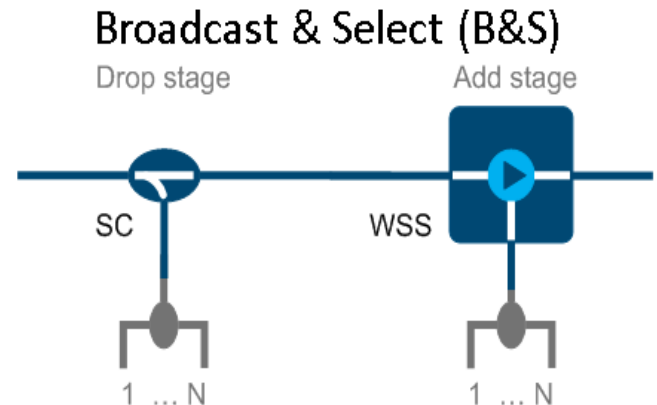 Broadcast & Select (B&S)
Drop stage
Add stage
SC
WSS
1 ... N
1 ... N